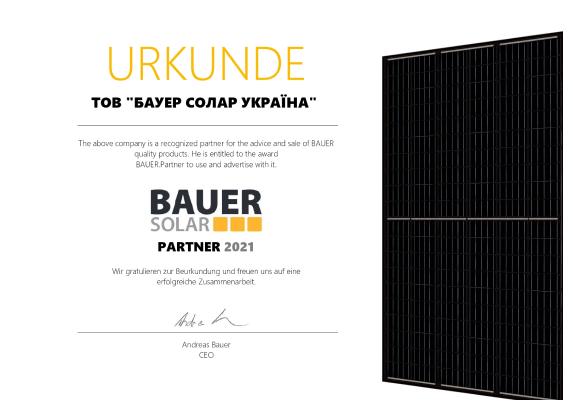 URKUNDE
ТОВ "БАУЕР СОЛАР УКРАЇНА"
The above company is a recognized partner for the advice and sale of BAUER
quality products. He is entitled to the award
BAUER.Partner to use and advertise with it.
BAUER
SOLAR
PARTNER 2021
Wir gratulieren zur Beurkundung und freuen uns auf eine
erfolgreiche Zusammenarbeit.
Andreas Bauer
CEO